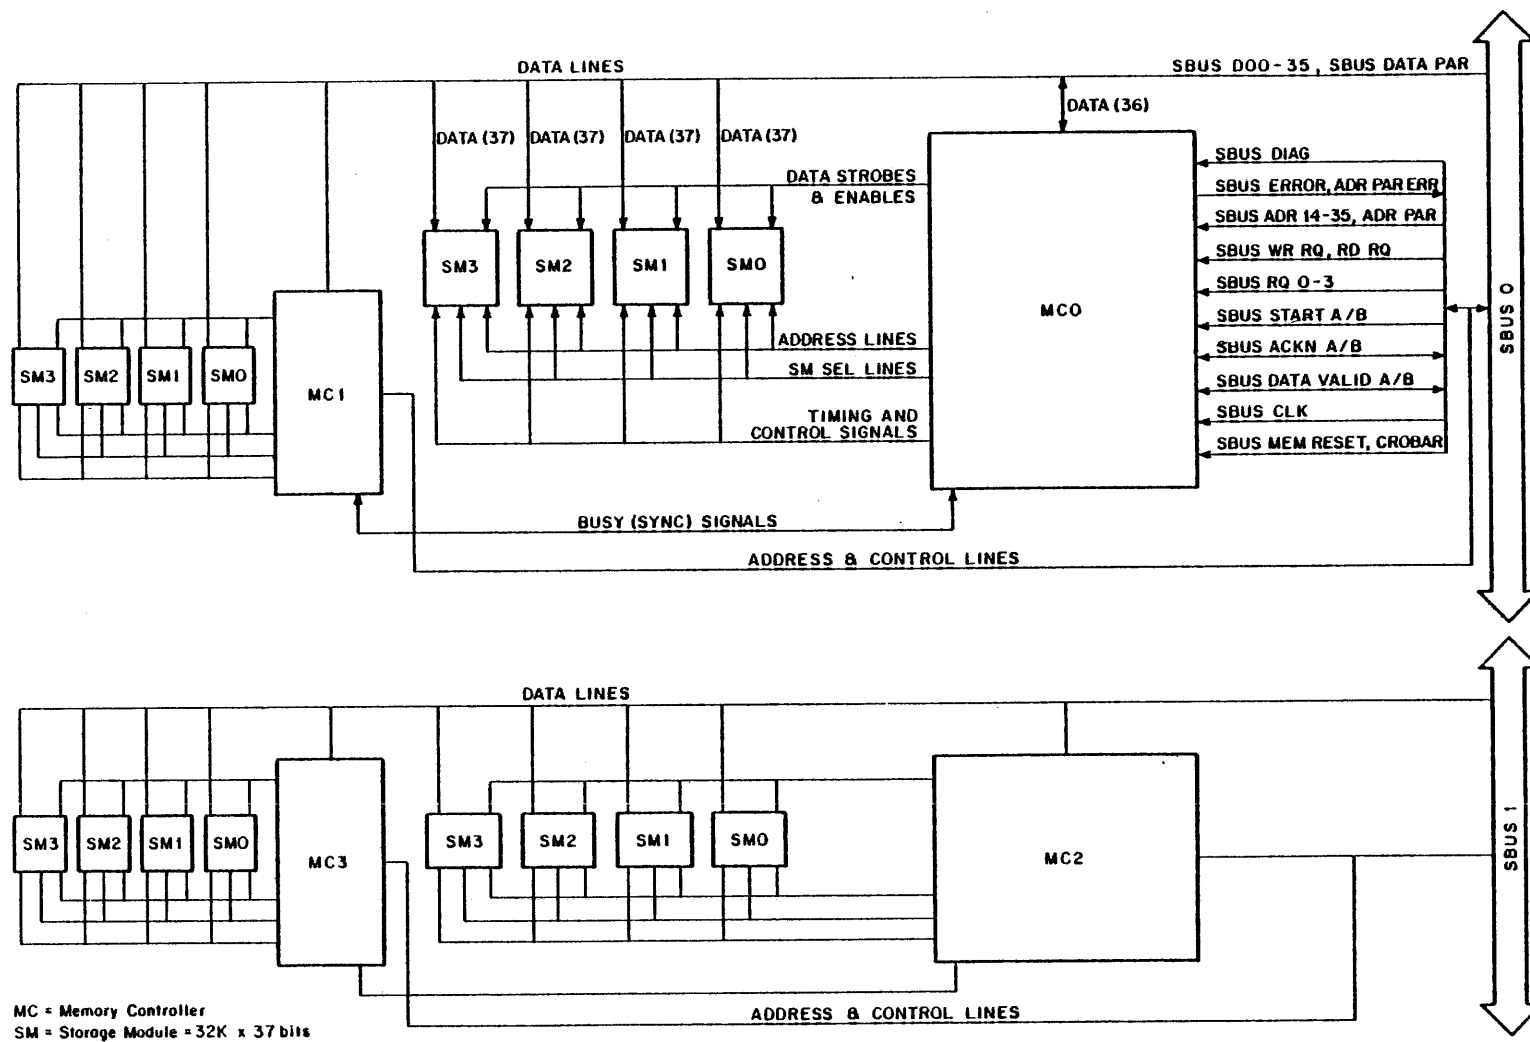 DATA LINES
SBUS D00-35, SBUS DATA PAR
DATA (36)
DATA (37)
DATA (37)
DATA (37)
DATA (37)
DATA STROBES
& ENABLES
SBUS DIAG
SBUS ERROR, ADR PAR ERR
SBUS ADR 14-35, ADR PAR
SBUS WR RQ, RD RQ
SBUS RQ 0-3
SBUS START A/B
SBUS ACKN A/B
SBUS DATA VALID A/B
SBUS CLK
SBUS MEM RESET, CROBAR
SM3
SM2
SM1
SM0
MC0
SBUS 0
ADDRESS LINES
SM SEL LINES
TIMING AND
CONTROL SIGNALS
SM3
SM2
SM1
SM0
MC1
BUSY (SYNC) SIGNALS
ADDRESS & CONTROL LINES
DATA LINES
SM3
SM2
SM1
SM0
MC3
SM3
SM2
SM1
SM0
MC2
SBUS 1
ADDRESS & CONTROL LINES
MC = Memory Controller
SM = Storage Module = 32K x 37 bits